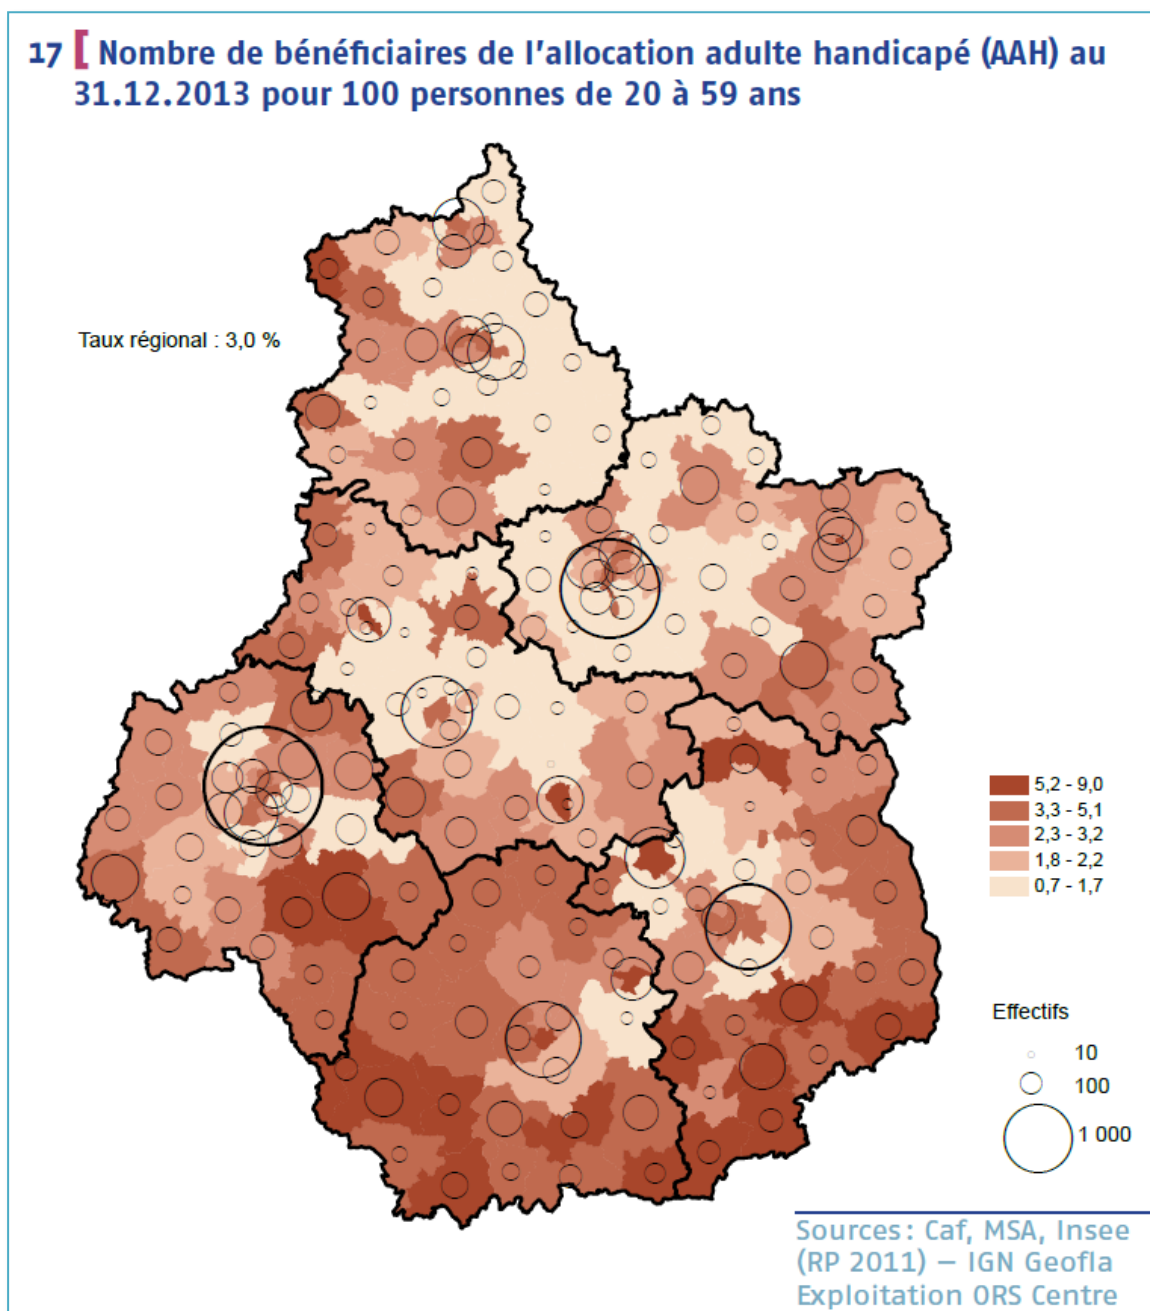 17 [ Nombre de bénéficiaires de l'allocation adulte handicapé (AAH) au
31.12.2013 pour 100 personnes de 20 à 59 ans
Taux régional : 3,0 %
5,2 - 9,0
3,3 - 5,1
2,3 - 3,2
1,8 - 2,2
0,7 - 1,7
Effectifs
10
100
1 000
Sources : Caf, MSA, Insee
(RP 2011) – IGN Geofla
Exploitation ORS Centre